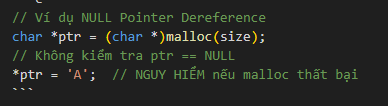 // Ví dụ NULL Pointer Dereference
char *ptr = (char *)malloc(size);
// Không kiểm tra ptr == NULL
*ptr = 'A';  // NGUY HIỂM nếu malloc thất bại
```